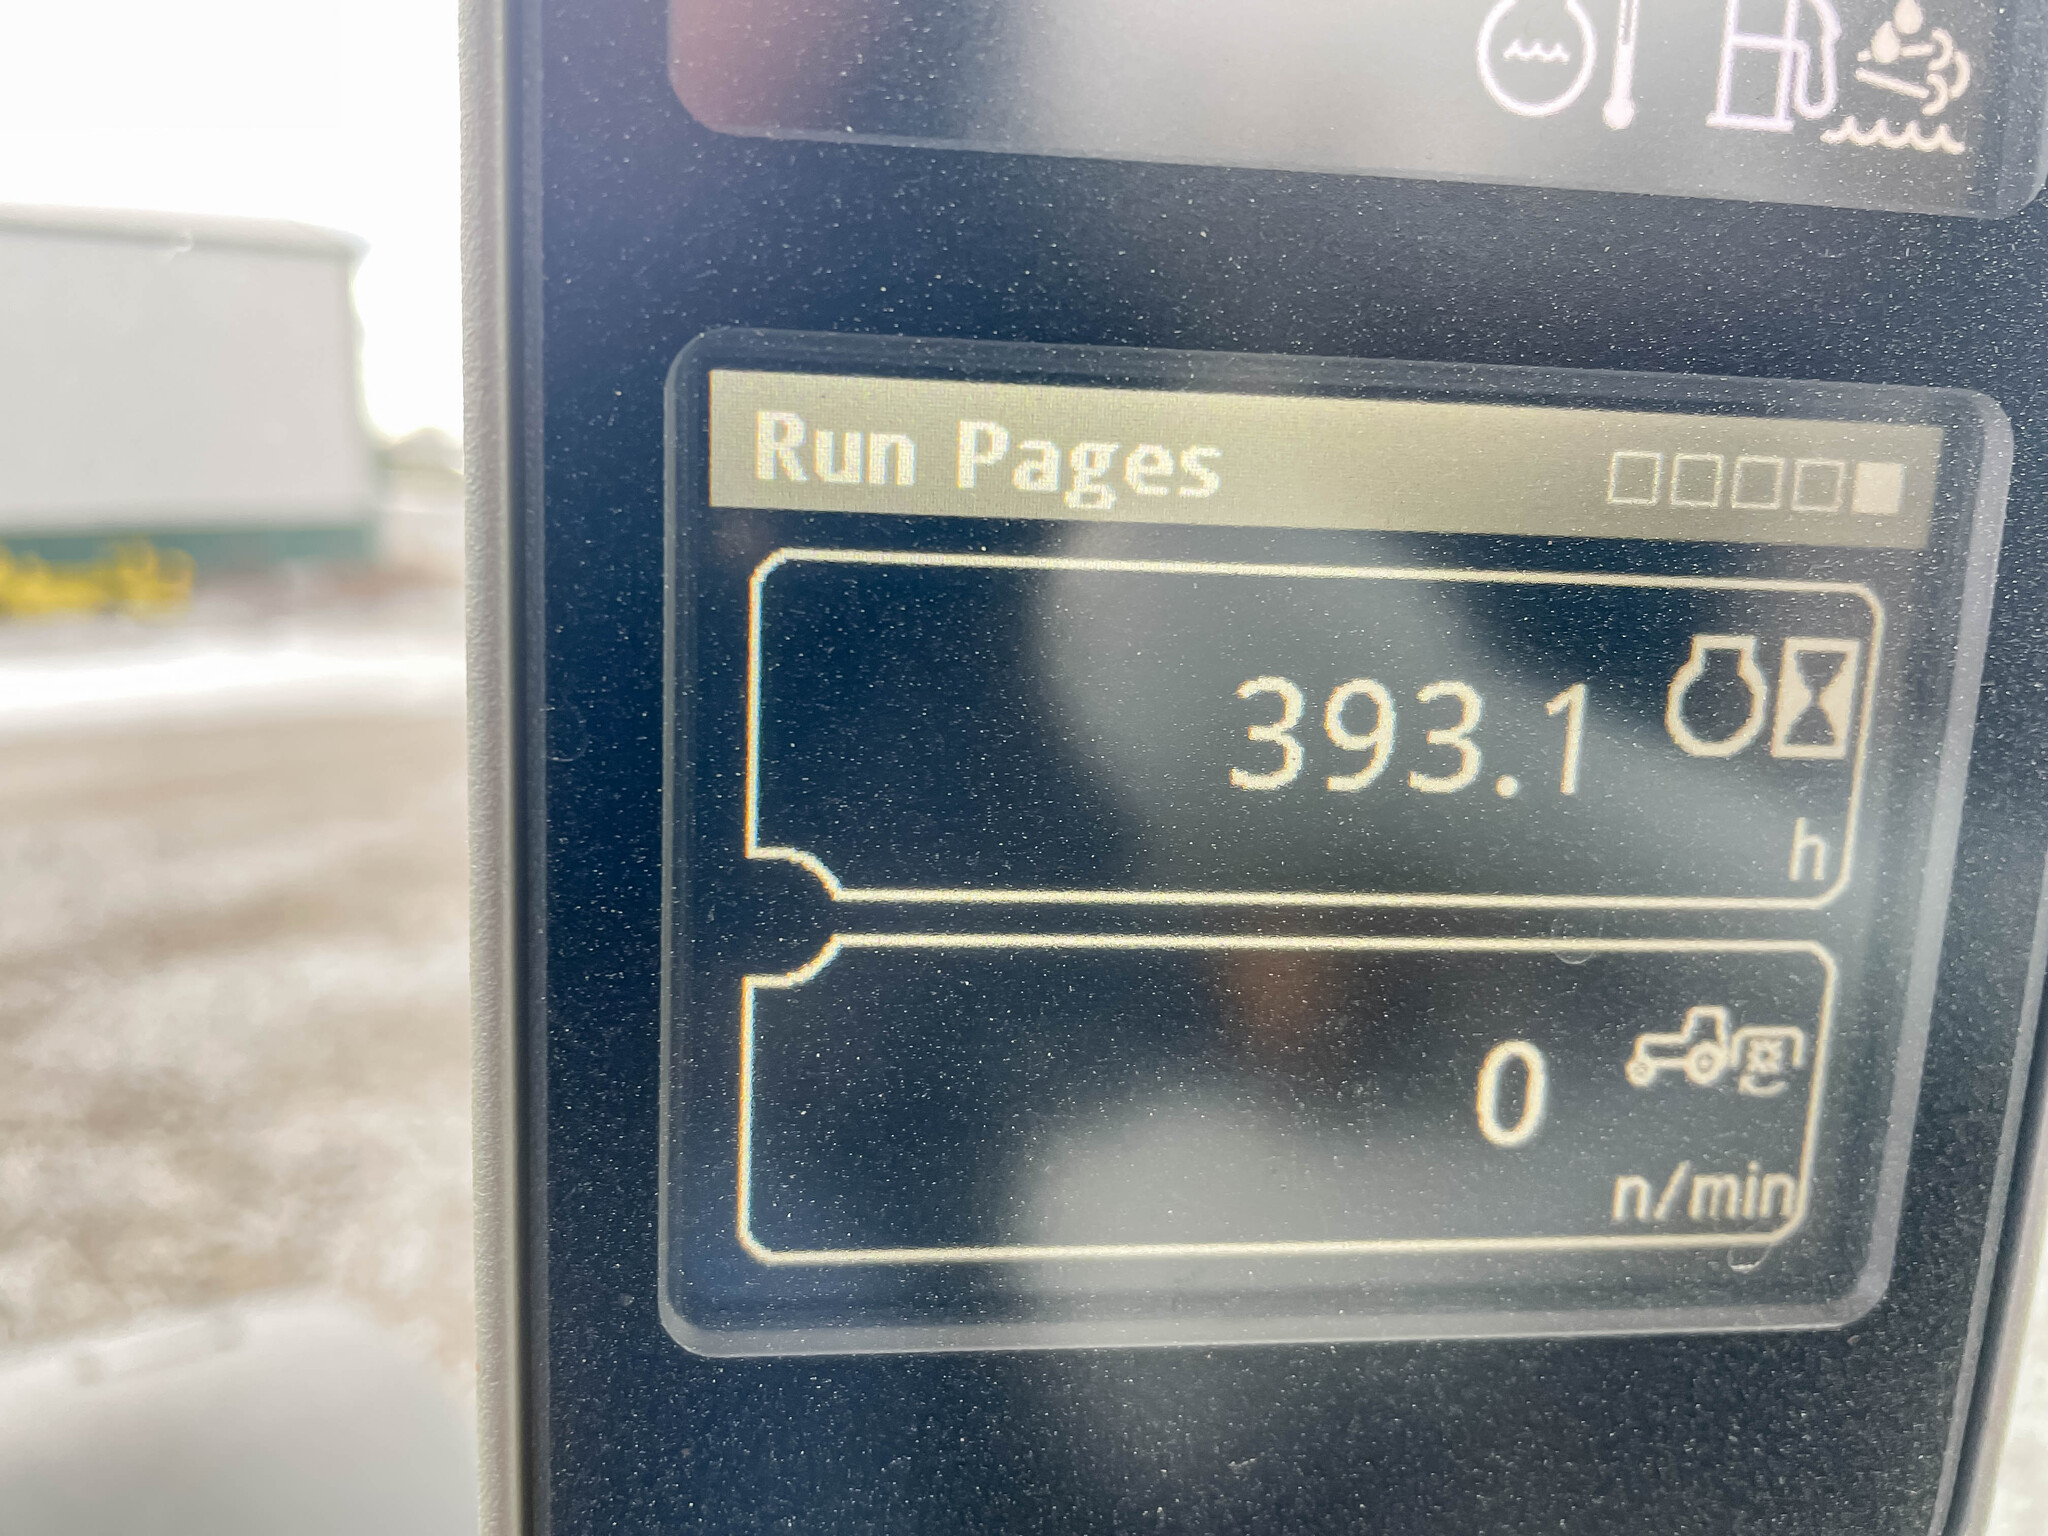 Run Pages
393.1
h
0
n/min